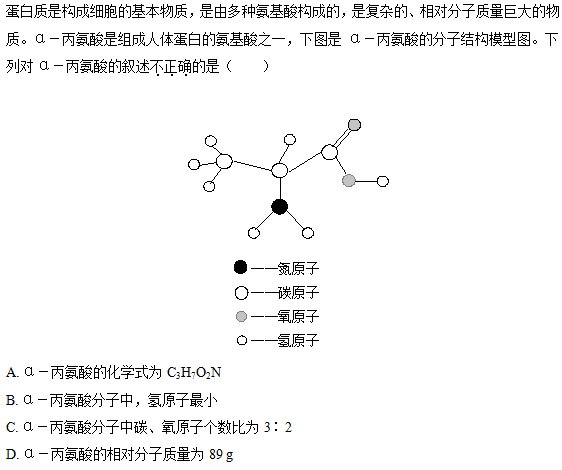 蛋白质是构成细胞的基本物质，是由多种氨基酸构成的，是复杂的、相对分子质量巨大的物
质。α－丙氨酸是组成人体蛋白的氨基酸之一，下图是 α－丙氨酸的分子结构模型图。下
列对 α－丙氨酸的叙述不正确的是（　　）
——氮原子
——碳原子
——氧原子
——氢原子
A. α－丙氨酸的化学式为 C₃H₇O₂N
B. α－丙氨酸分子中，氢原子最小
C. α－丙氨酸分子中碳、氧原子个数比为 3∶2
D. α－丙氨酸的相对分子质量为 89 g